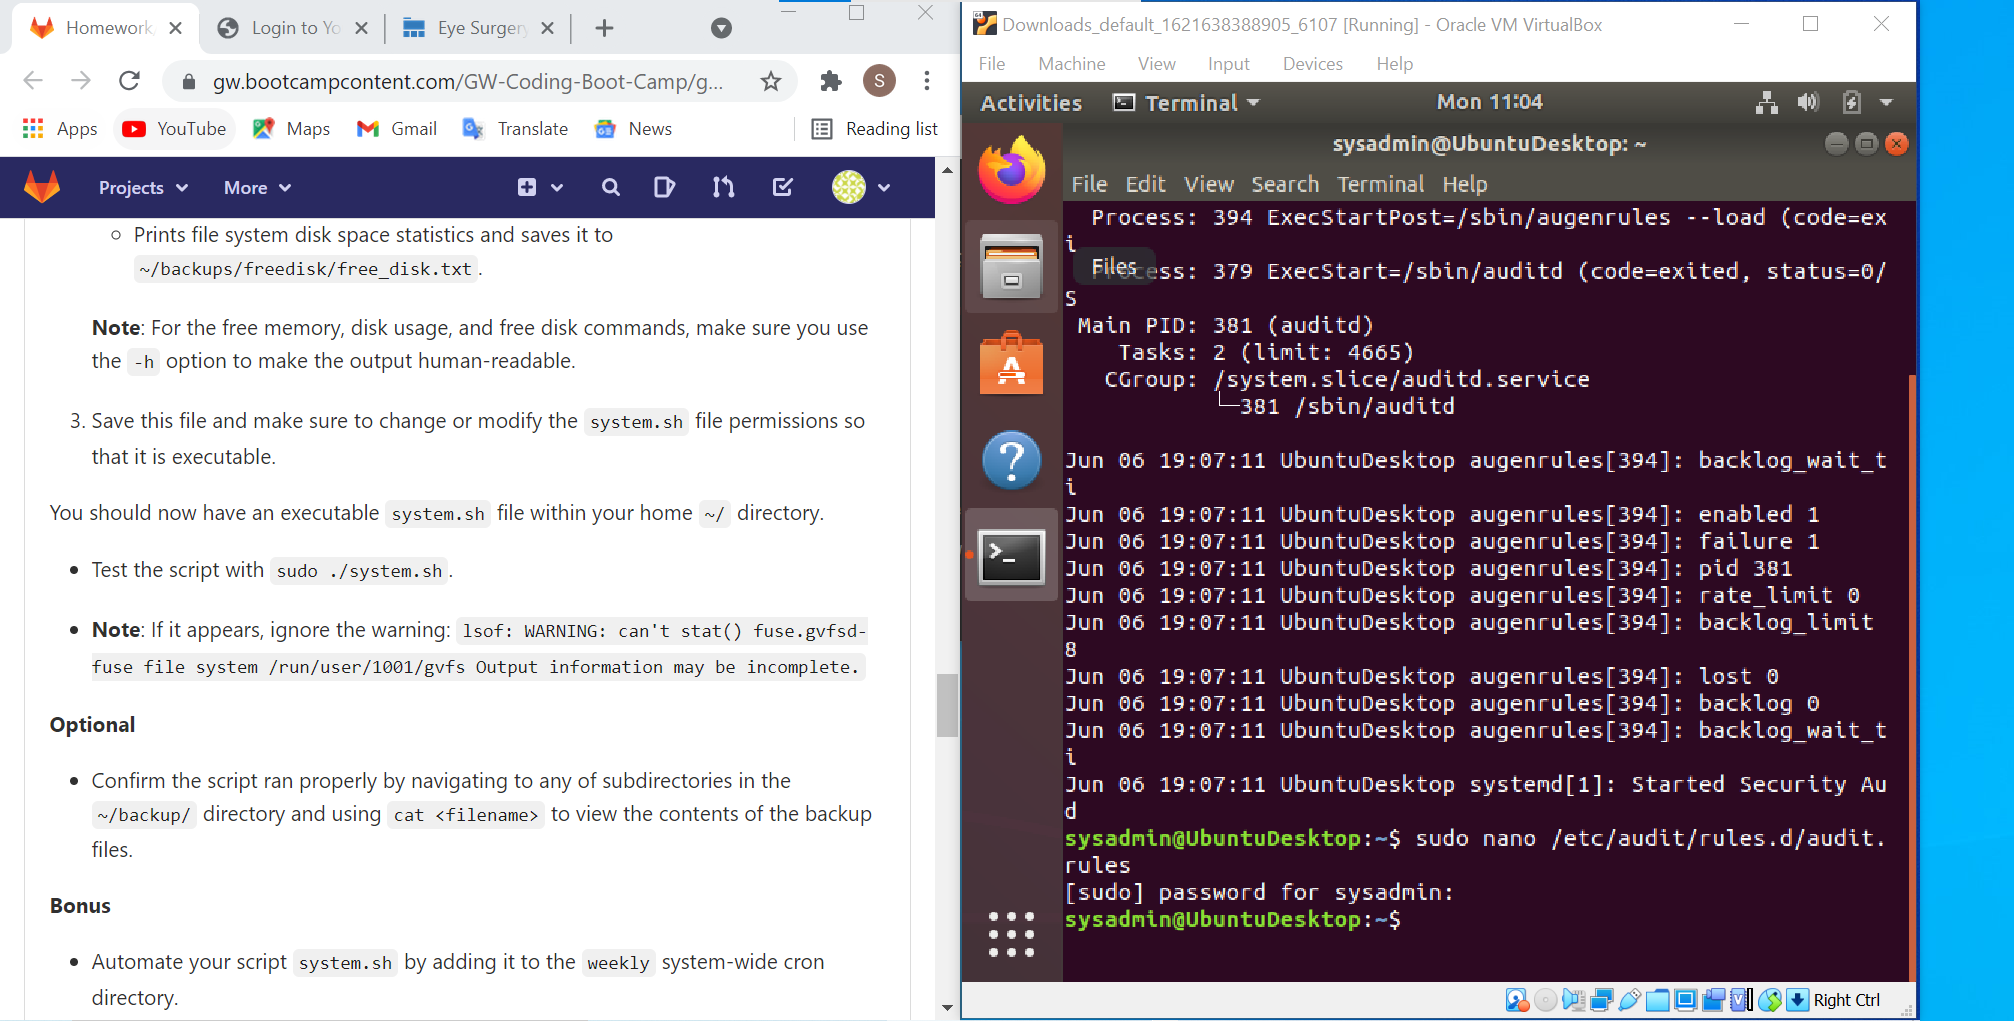 Homework
Login to Yo
Eye Surgery
gw.bootcampcontent.com/GW-Coding-Boot-Camp/g...
S
Apps
YouTube
Maps
Gmail
Translate
News
Reading list
Projects
More
Prints file system disk space statistics and saves it to
~/backups/freedisk/free_disk.txt.
Note: For the free memory, disk usage, and free disk commands, make sure you use
the -h option to make the output human-readable.
3. Save this file and make sure to change or modify the system.sh file permissions so
that it is executable.
You should now have an executable system.sh file within your home ~/ directory.
Test the script with sudo ./system.sh.
Note: If it appears, ignore the warning: lsof: WARNING: can't stat() fuse.gvfsd-
fuse file system /run/user/1001/gvfs Output information may be incomplete.
Optional
Confirm the script ran properly by navigating to any of subdirectories in the
~/backup/ directory and using cat <filename> to view the contents of the backup
files.
Bonus
Automate your script system.sh by adding it to the weekly system-wide cron
directory.
Downloads_default_1621638388905_6107 [Running] - Oracle VM VirtualBox
File Machine View Input Devices Help
Activities
Terminal
Mon 11:04
sysadmin@UbuntuDesktop: ~
File Edit View Search Terminal Help
Process: 394 ExecStartPost=/sbin/augenrules --load (code=ex
i
Files
ess: 379 ExecStart=/sbin/auditd (code=exited, status=0/
S
Main PID: 381 (auditd)
Tasks: 2 (limit: 4665)
CGroup: /system.slice/auditd.service
└─381 /sbin/auditd
Jun 06 19:07:11 UbuntuDesktop augenrules[394]: backlog_wait_t
i
Jun 06 19:07:11 UbuntuDesktop augenrules[394]: enabled 1
Jun 06 19:07:11 UbuntuDesktop augenrules[394]: failure 1
Jun 06 19:07:11 UbuntuDesktop augenrules[394]: pid 381
Jun 06 19:07:11 UbuntuDesktop augenrules[394]: rate_limit 0
Jun 06 19:07:11 UbuntuDesktop augenrules[394]: backlog_limit
8
Jun 06 19:07:11 UbuntuDesktop augenrules[394]: lost 0
Jun 06 19:07:11 UbuntuDesktop augenrules[394]: backlog 0
Jun 06 19:07:11 UbuntuDesktop augenrules[394]: backlog_wait_t
i
Jun 06 19:07:11 UbuntuDesktop systemd[1]: Started Security Au
d
sysadmin@UbuntuDesktop:~$ sudo nano /etc/audit/rules.d/audit.
rules
[sudo] password for sysadmin:
sysadmin@UbuntuDesktop:~$
Right Ctrl